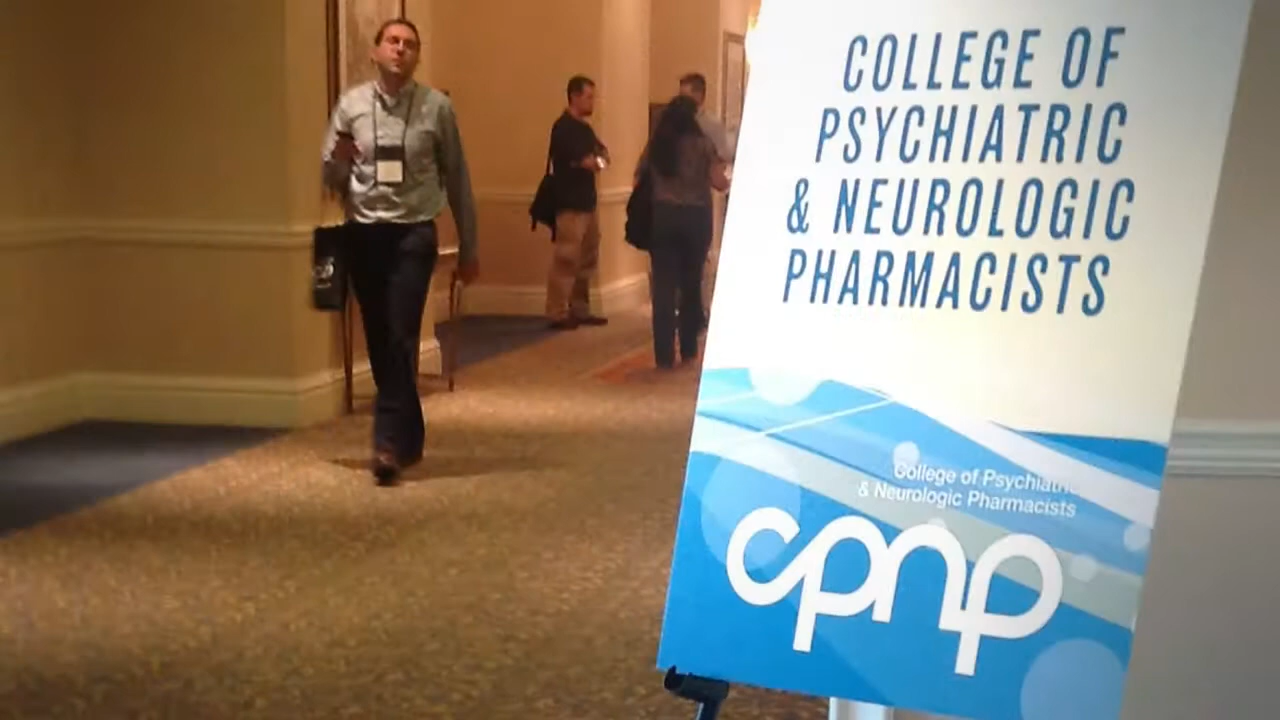 COLLEGE OF
PSYCHIATRIC
& NEUROLOGIC
PHARMACISTS
College of Psychiatric
& Neurologic Pharmacists
cpnp